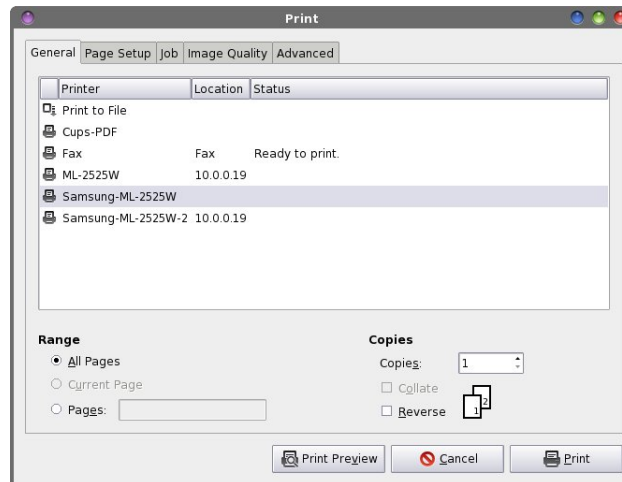 Print
General Page Setup Job Image Quality Advanced
Printer Location Status
Print to File
Cups-PDF
Fax Fax Ready to print.
ML-2525W 10.0.0.19
Samsung-ML-2525W
Samsung-ML-2525W-2 10.0.0.19
Range Copies
All Pages Copies: 1
Current Page Collate
Pages: Reverse 1 2
Print Preview Cancel Print